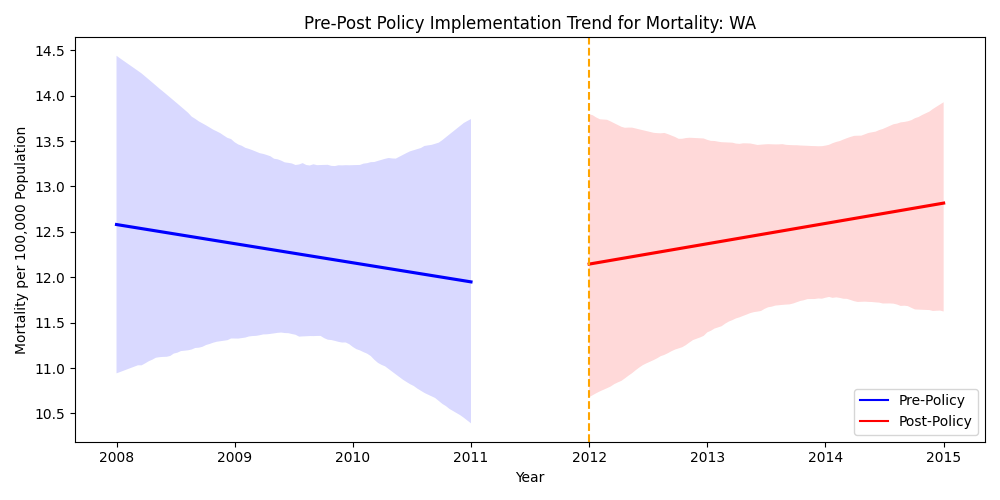 Pre-Post Policy Implementation Trend for Mortality: WA
Mortality per 100,000 Population
14.5
14.0
13.5
13.0
12.5
12.0
11.5
11.0
10.5
2008 2009 2010 2011 2012 2013 2014 2015
Year
Pre-Policy
Post-Policy